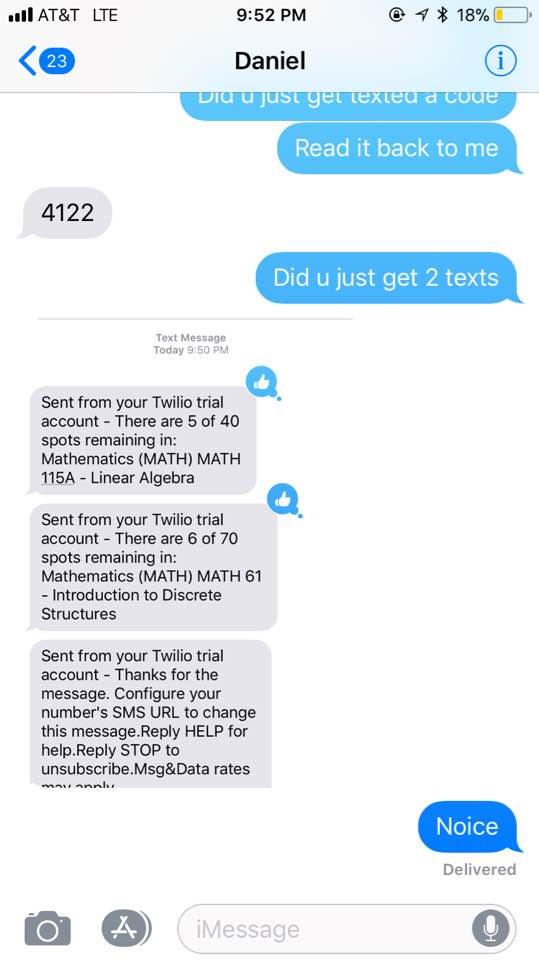 AT&T LTE 9:52 PM 18%
23 Daniel i
Did u just get texted a code
Read it back to me
4122
Did u just get 2 texts
Text Message
Today 9:50 PM
Sent from your Twilio trial
account - There are 5 of 40
spots remaining in:
Mathematics (MATH) MATH
115A - Linear Algebra
Sent from your Twilio trial
account - There are 6 of 70
spots remaining in:
Mathematics (MATH) MATH 61
- Introduction to Discrete
Structures
Sent from your Twilio trial
account - Thanks for the
message. Configure your
number's SMS URL to change
this message.Reply HELP for
help.Reply STOP to
unsubscribe.Msg&Data rates
may apply
Noice
Delivered
iMessage